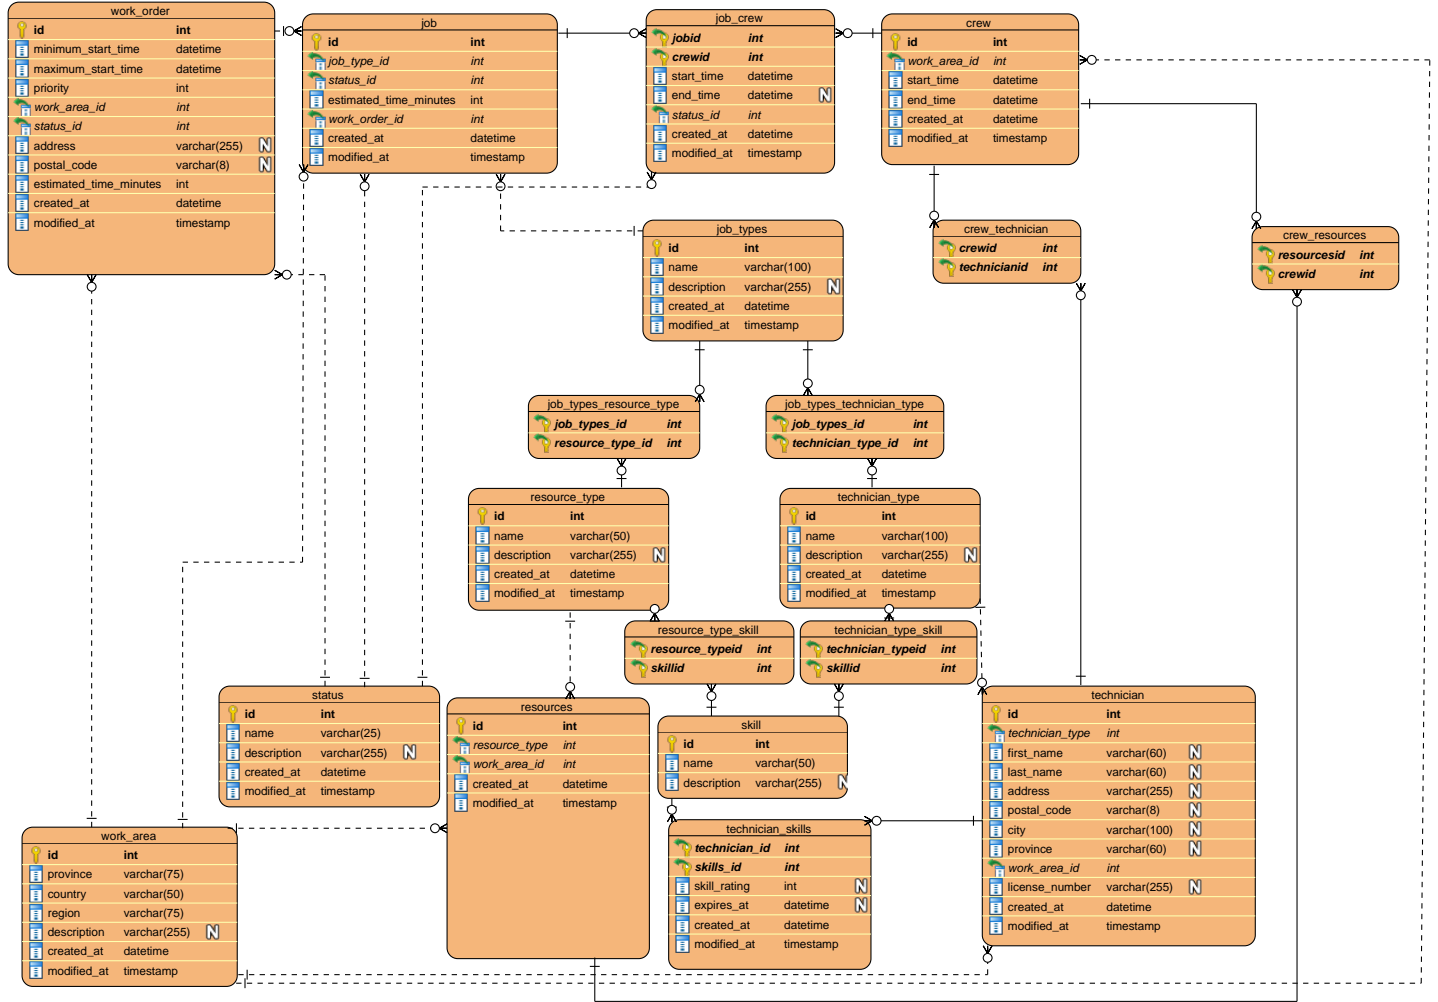 work_order
id int
minimum_start_time datetime
maximum_start_time datetime
priority int
work_area_id int
status_id int
address varchar(255) N
postal_code varchar(8) N
estimated_time_minutes int
created_at datetime
modified_at timestamp
job
id int
job_type_id int
status_id int
estimated_time_minutes int
work_order_id int
created_at datetime
modified_at timestamp
job_crew
jobid int
crewid int
start_time datetime
end_time datetime N
status_id int
created_at datetime
modified_at timestamp
crew
id int
work_area_id int
start_time datetime
end_time datetime
created_at datetime
modified_at timestamp
job_types
id int
name varchar(100)
description varchar(255) N
created_at datetime
modified_at timestamp
crew_technician
crewid int
technicianid int
crew_resources
resourcesid int
crewid int
job_types_resource_type
job_types_id int
resource_type_id int
job_types_technician_type
job_types_id int
technician_type_id int
resource_type
id int
name varchar(50)
description varchar(255) N
created_at datetime
modified_at timestamp
technician_type
id int
name varchar(100)
description varchar(255) N
created_at datetime
modified_at timestamp
resource_type_skill
resource_typeid int
skillid int
technician_type_skill
technician_typeid int
skillid int
status
id int
name varchar(25)
description varchar(255) N
created_at datetime
modified_at timestamp
resources
id int
resource_type int
work_area_id int
created_at datetime
modified_at timestamp
skill
id int
name varchar(50)
description varchar(255) N
technician
id int
technician_type int
first_name varchar(60) N
last_name varchar(60) N
address varchar(255) N
postal_code varchar(8) N
city varchar(100) N
province varchar(60) N
work_area_id int
license_number varchar(255) N
created_at datetime
modified_at timestamp
work_area
id int
province varchar(75)
country varchar(50)
region varchar(75)
description varchar(255) N
created_at datetime
modified_at timestamp
technician_skills
technician_id int
skills_id int
skill_rating int N
expires_at datetime N
created_at datetime
modified_at timestamp